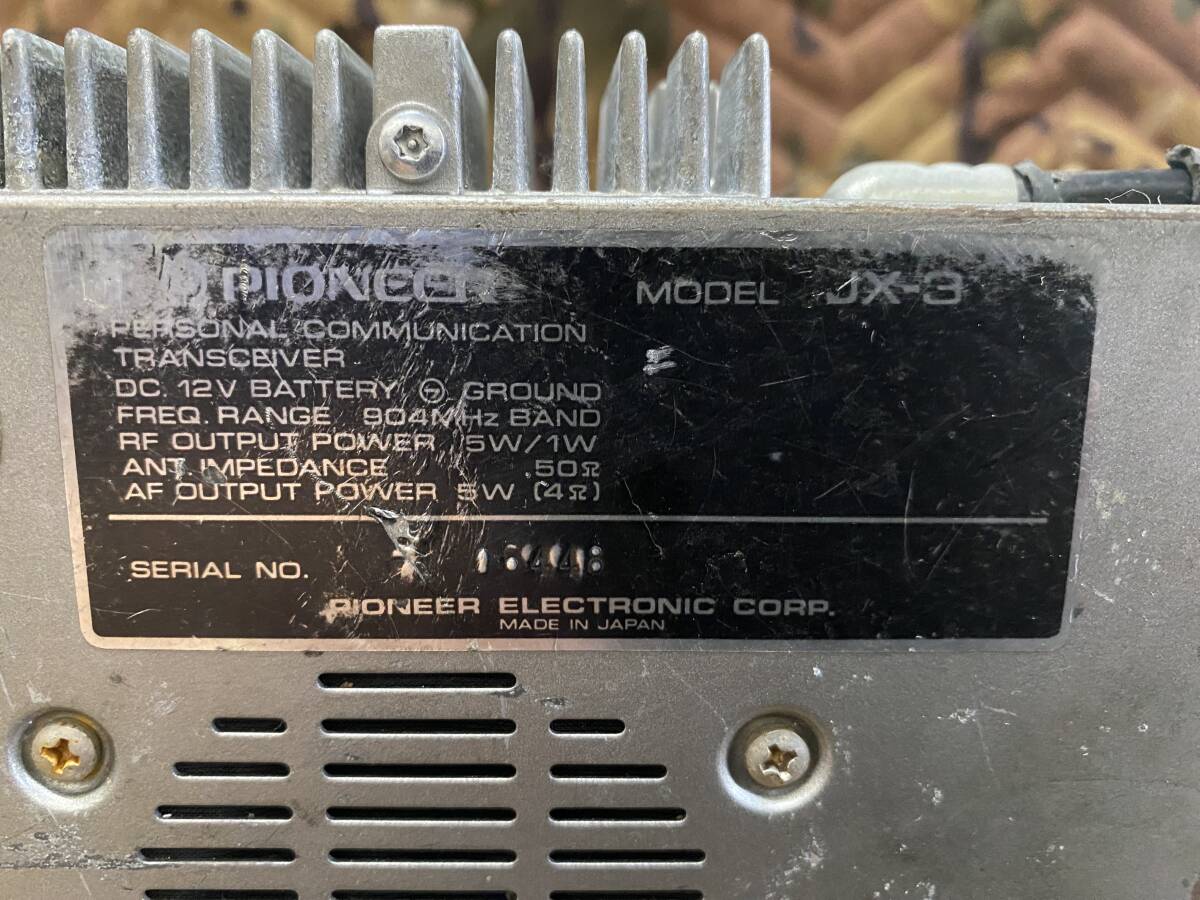 PIONEER MODEL JX-3
PERSONAL COMMUNICATION
TRANSCEIVER
DC. 12V BATTERY ⊖ GROUND
FREQ. RANGE 904MHz BAND
RF OUTPUT POWER 5W/1W
ANT. IMPEDANCE 50Ω
AF OUTPUT POWER 5W (4Ω)
SERIAL NO.
PIONEER ELECTRONIC CORP.
MADE IN JAPAN